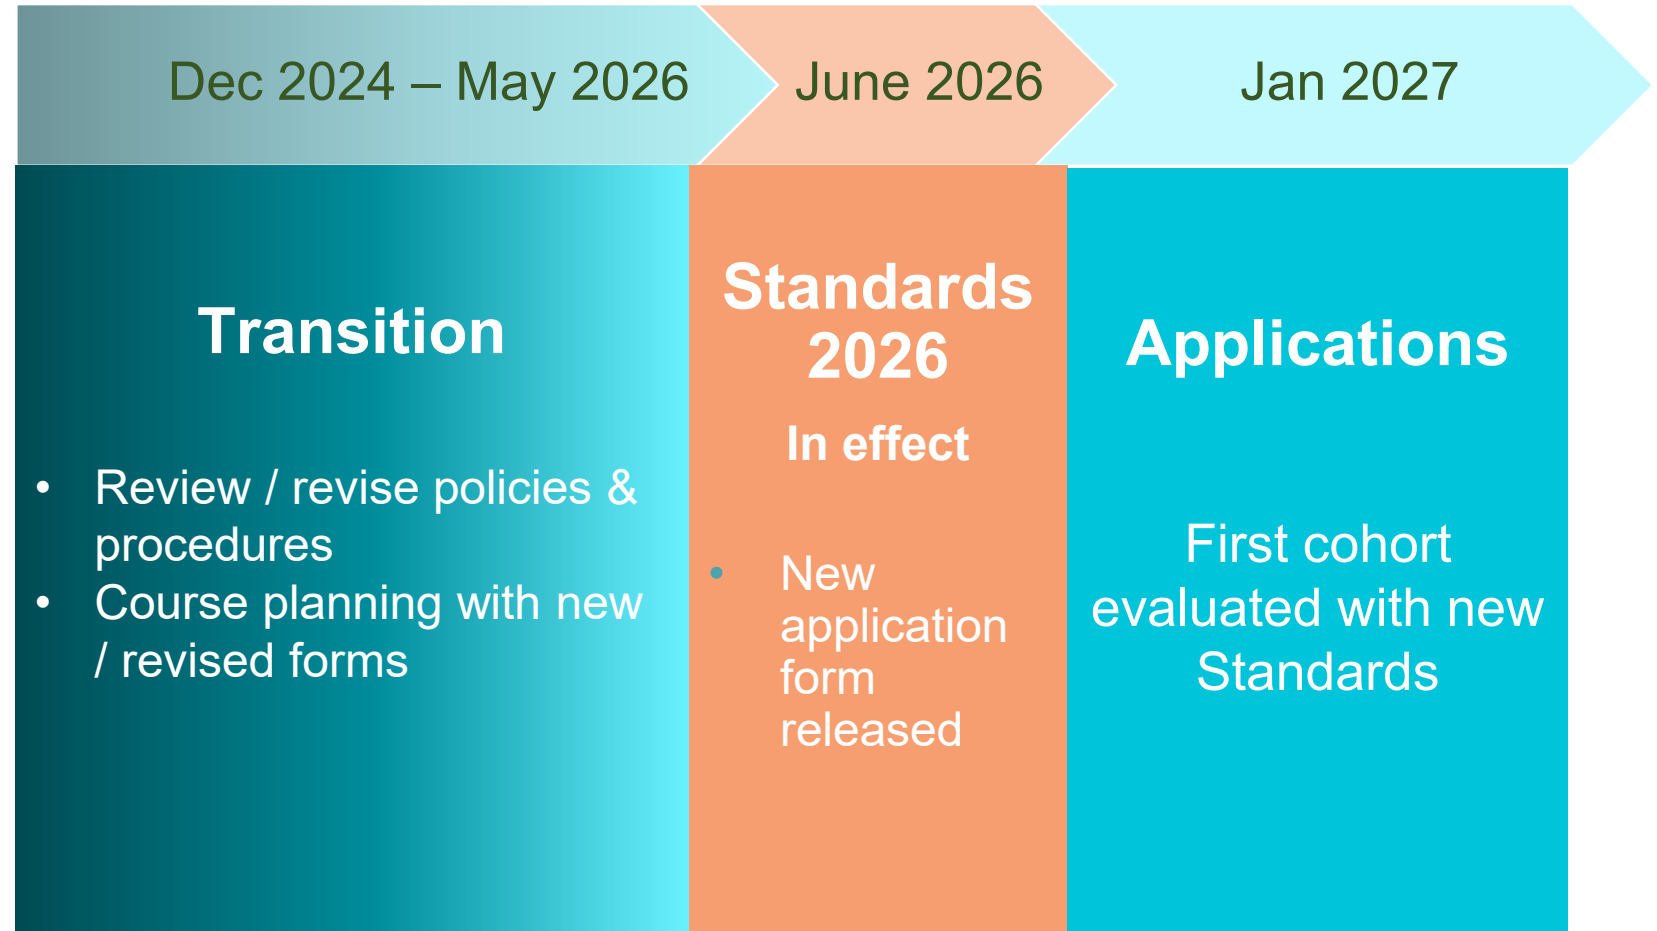 Dec 2024 – May 2026
June 2026
Jan 2027
Transition
• Review / revise policies &
procedures
• Course planning with new
/ revised forms
Standards
2026
In effect
• New
application
form
released
Applications
First cohort
evaluated with new
Standards